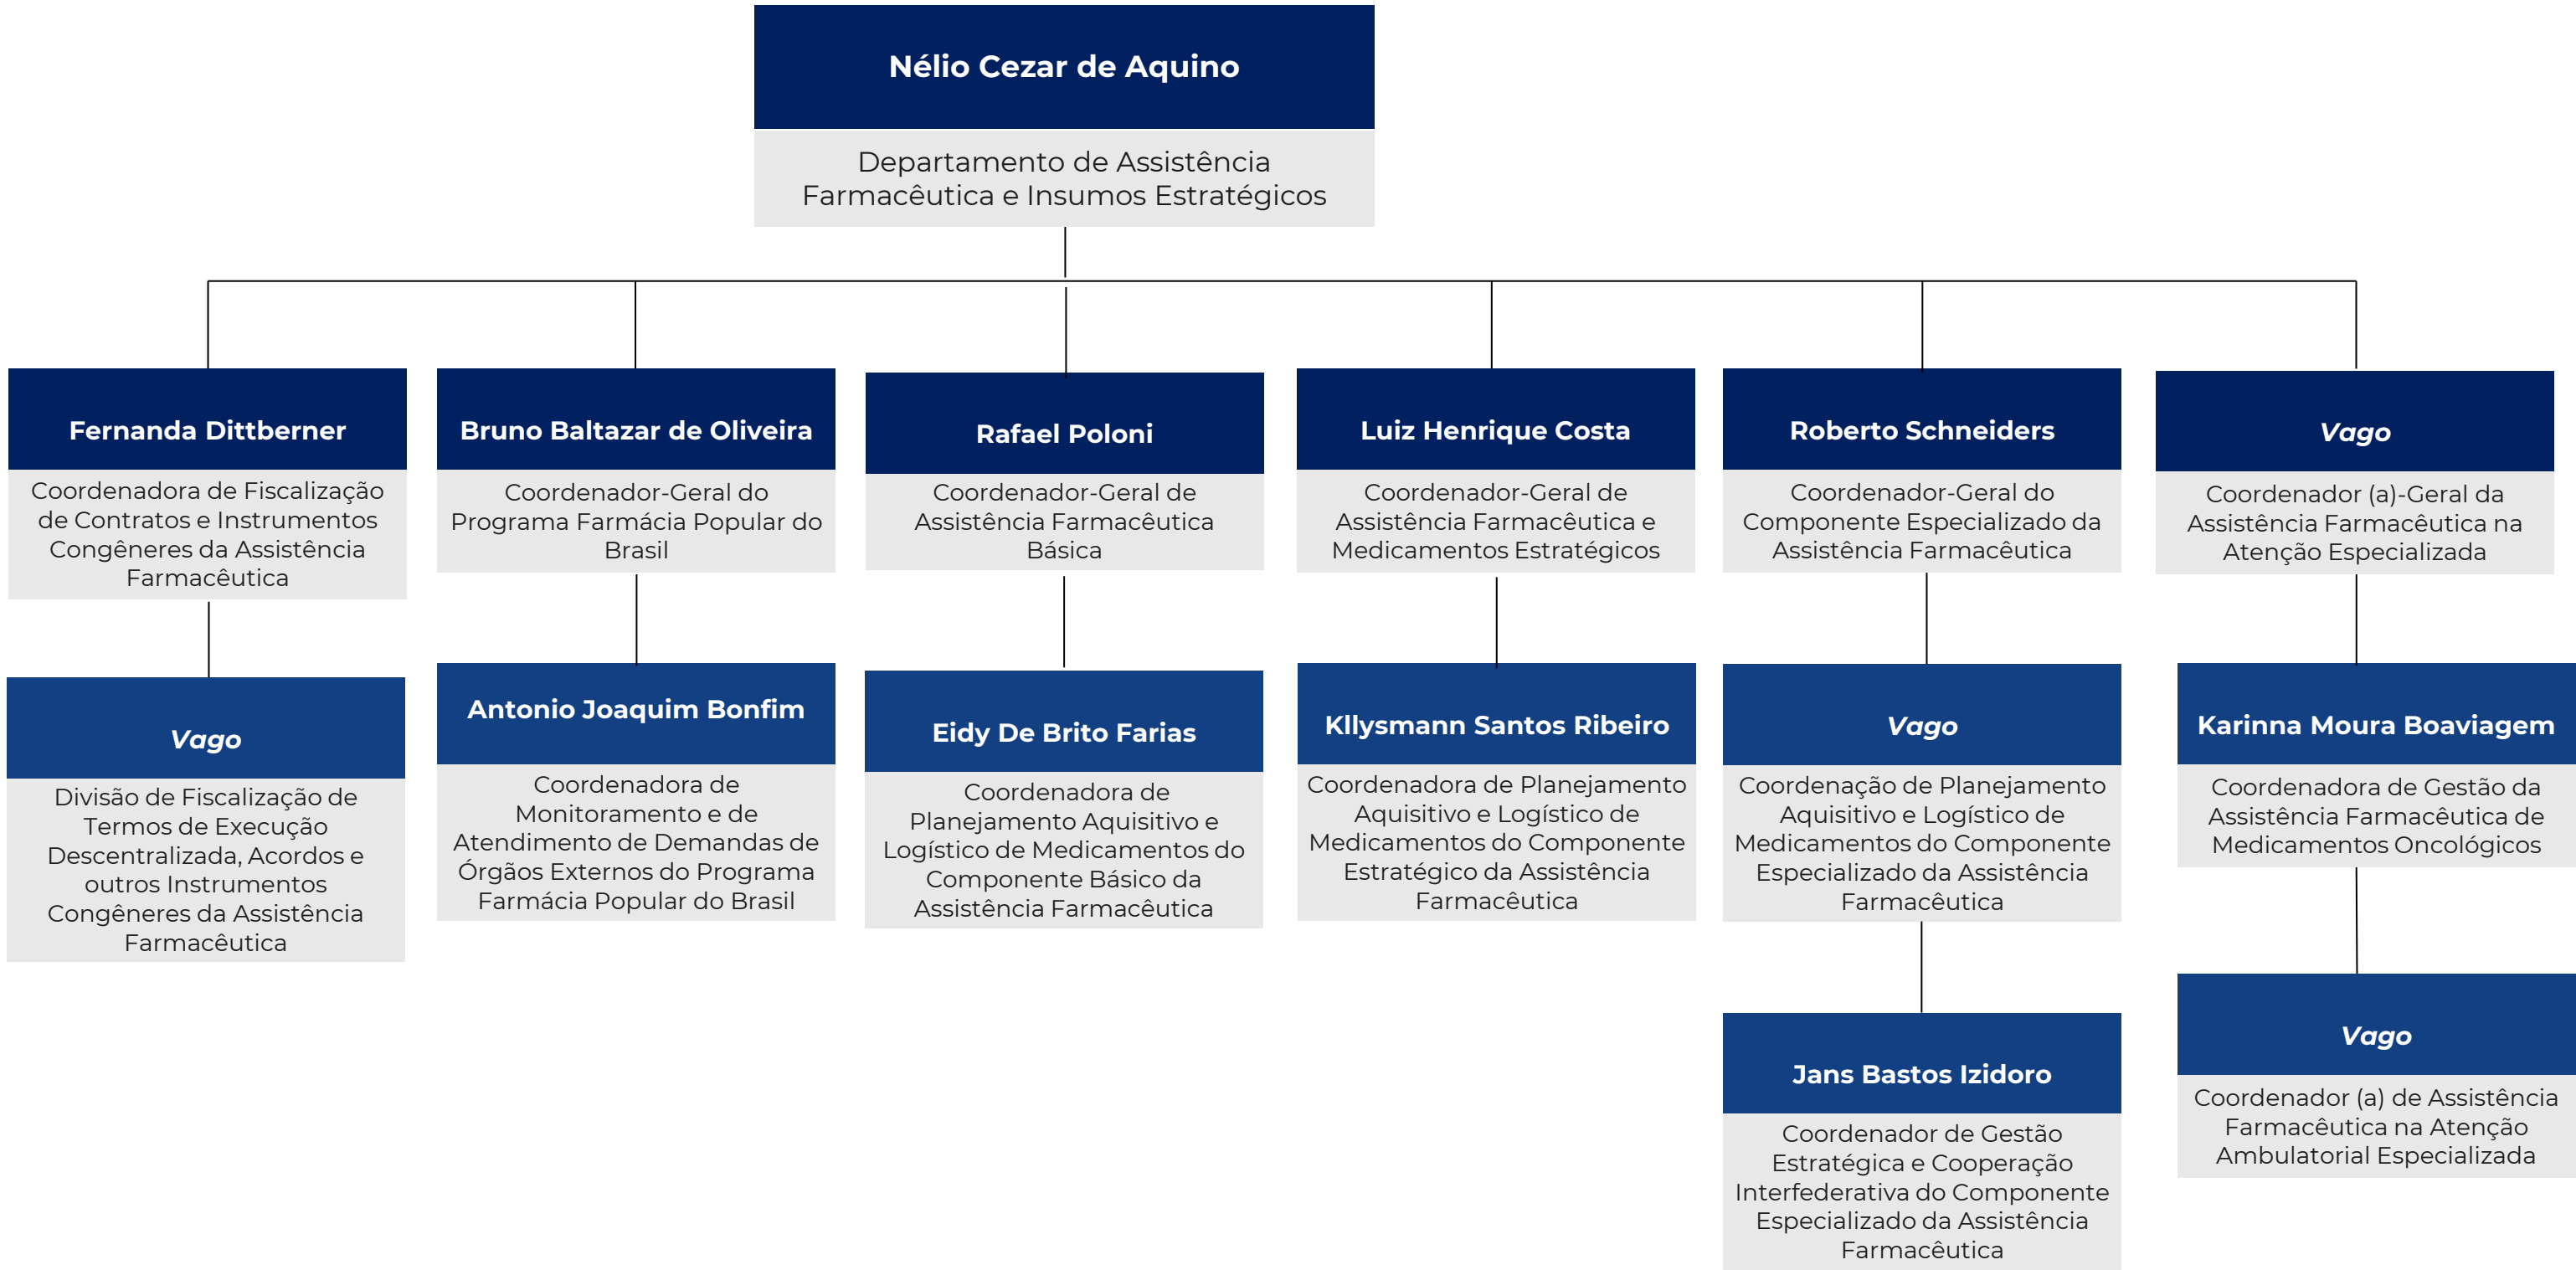 Nélio Cezar de Aquino
Departamento de Assistência
Farmacêutica e Insumos Estratégicos
Fernanda Dittberner
Coordenadora de Fiscalização
de Contratos e Instrumentos
Congêneres da Assistência
Farmacêutica
Bruno Baltazar de Oliveira
Coordenador-Geral do
Programa Farmácia Popular do
Brasil
Rafael Poloni
Coordenador-Geral de
Assistência Farmacêutica
Básica
Luiz Henrique Costa
Coordenador-Geral de
Assistência Farmacêutica e
Medicamentos Estratégicos
Roberto Schneiders
Coordenador-Geral do
Componente Especializado da
Assistência Farmacêutica
Vago
Coordenador (a)-Geral da
Assistência Farmacêutica na
Atenção Especializada
Vago
Divisão de Fiscalização de
Termos de Execução
Descentralizada, Acordos e
outros Instrumentos
Congêneres da Assistência
Farmacêutica
Antonio Joaquim Bonfim
Coordenadora de
Monitoramento e de
Atendimento de Demandas de
Órgãos Externos do Programa
Farmácia Popular do Brasil
Eidy De Brito Farias
Coordenadora de
Planejamento Aquisitivo e
Logístico de Medicamentos do
Componente Básico da
Assistência Farmacêutica
Kllysmann Santos Ribeiro
Coordenadora de Planejamento
Aquisitivo e Logístico de
Medicamentos do Componente
Estratégico da Assistência
Farmacêutica
Vago
Coordenação de Planejamento
Aquisitivo e Logístico de
Medicamentos do Componente
Especializado da Assistência
Farmacêutica
Karinna Moura Boaviagem
Coordenadora de Gestão da
Assistência Farmacêutica de
Medicamentos Oncológicos
Jans Bastos Izidoro
Coordenador de Gestão
Estratégica e Cooperação
Interfederativa do Componente
Especializado da Assistência
Farmacêutica
Vago
Coordenador (a) de Assistência
Farmacêutica na Atenção
Ambulatorial Especializada